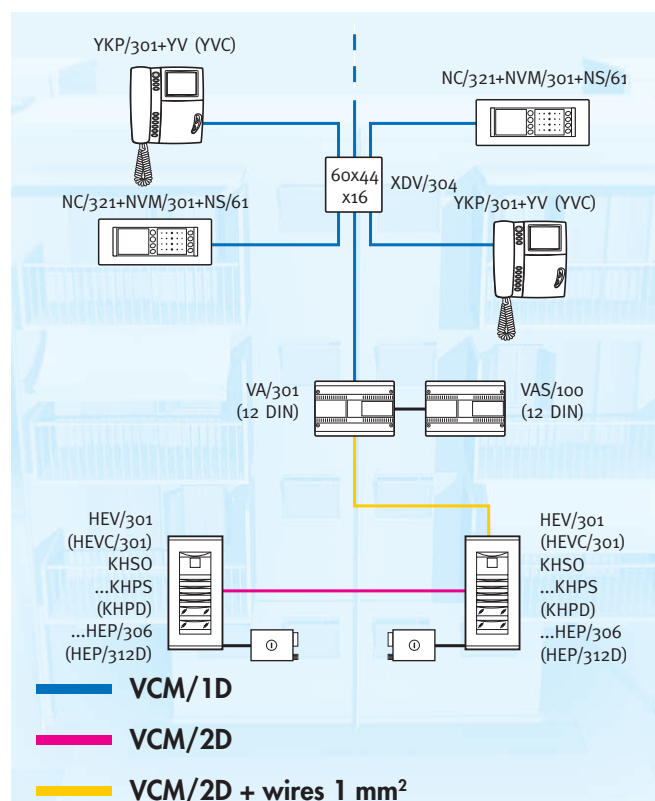 YKP/301+YV (YVC)
NC/321+NVM/301+NS/61
60x44
x16
XDV/304
NC/321+NVM/301+NS/61
YKP/301+YV (YVC)
VA/301
(12 DIN)
VAS/100
(12 DIN)
HEV/301
(HEVC/301)
KHSO
...KHPS
(KHPD)
...HEP/306
(HEP/312D)
HEV/301
(HEVC/301)
KHSO
...KHPS
(KHPD)
...HEP/306
(HEP/312D)
VCM/1D
VCM/2D
VCM/2D + wires 1 mm²